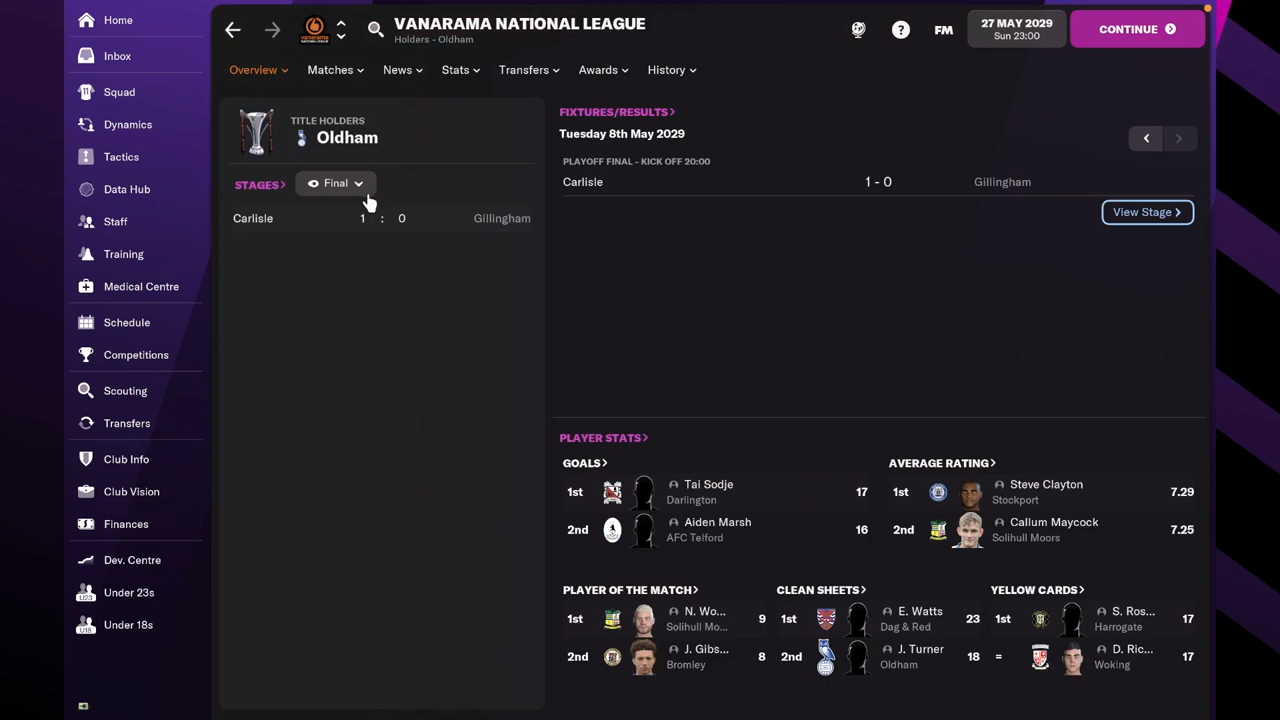 Home
Inbox
Squad
Dynamics
Tactics
Data Hub
Staff
Training
Medical Centre
Schedule
Competitions
Scouting
Transfers
Club Info
Club Vision
Finances
Dev. Centre
Under 23s
Under 18s
VANARAMA NATIONAL LEAGUE
Holders - Oldham
FM
27 MAY 2029
Sun 23:00
CONTINUE
Overview
Matches
News
Stats
Transfers
Awards
History
TITLE HOLDERS
Oldham
STAGES
Final
Carlisle 1 : 0 Gillingham
FIXTURES/RESULTS
Tuesday 8th May 2029
PLAYOFF FINAL - KICK OFF 20:00
Carlisle 1 - 0 Gillingham
View Stage
PLAYER STATS
GOALS
1st Tai Sodje 17
Darlington
2nd Aiden Marsh 16
AFC Telford
AVERAGE RATING
1st Steve Clayton 7.29
Stockport
2nd Callum Maycock 7.25
Solihull Moors
PLAYER OF THE MATCH
1st N. Wo... 9
Solihull Mo...
2nd J. Gibs... 8
Bromley
CLEAN SHEETS
1st E. Watts 23
Dag & Red
2nd J. Turner 18
Oldham
YELLOW CARDS
1st S. Ros... 17
Harrogate
= D. Ric... 17
Woking